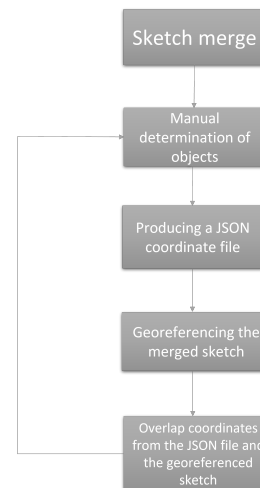 Sketch merge
Manual
determination of
objects
Producing a JSON
coordinate file
Georeferencing the
merged sketch
Overlap coordinates
from the JSON file and
the georeferenced
sketch